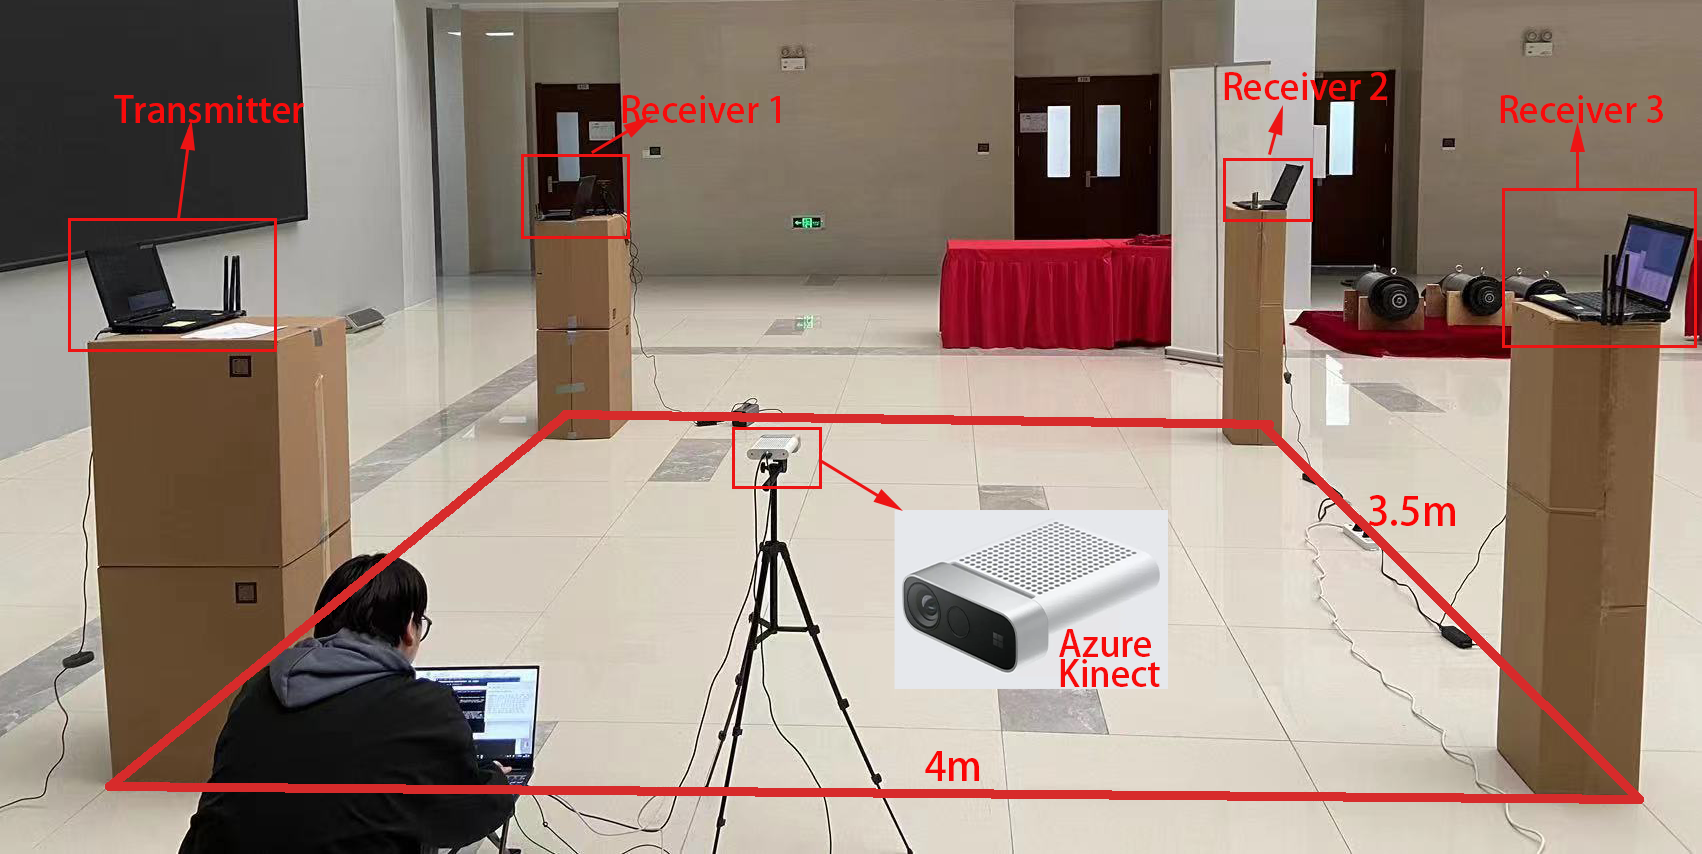 Transmitter
Receiver 1
Receiver 2
Receiver 3
3.5m
Azure
Kinect
4m